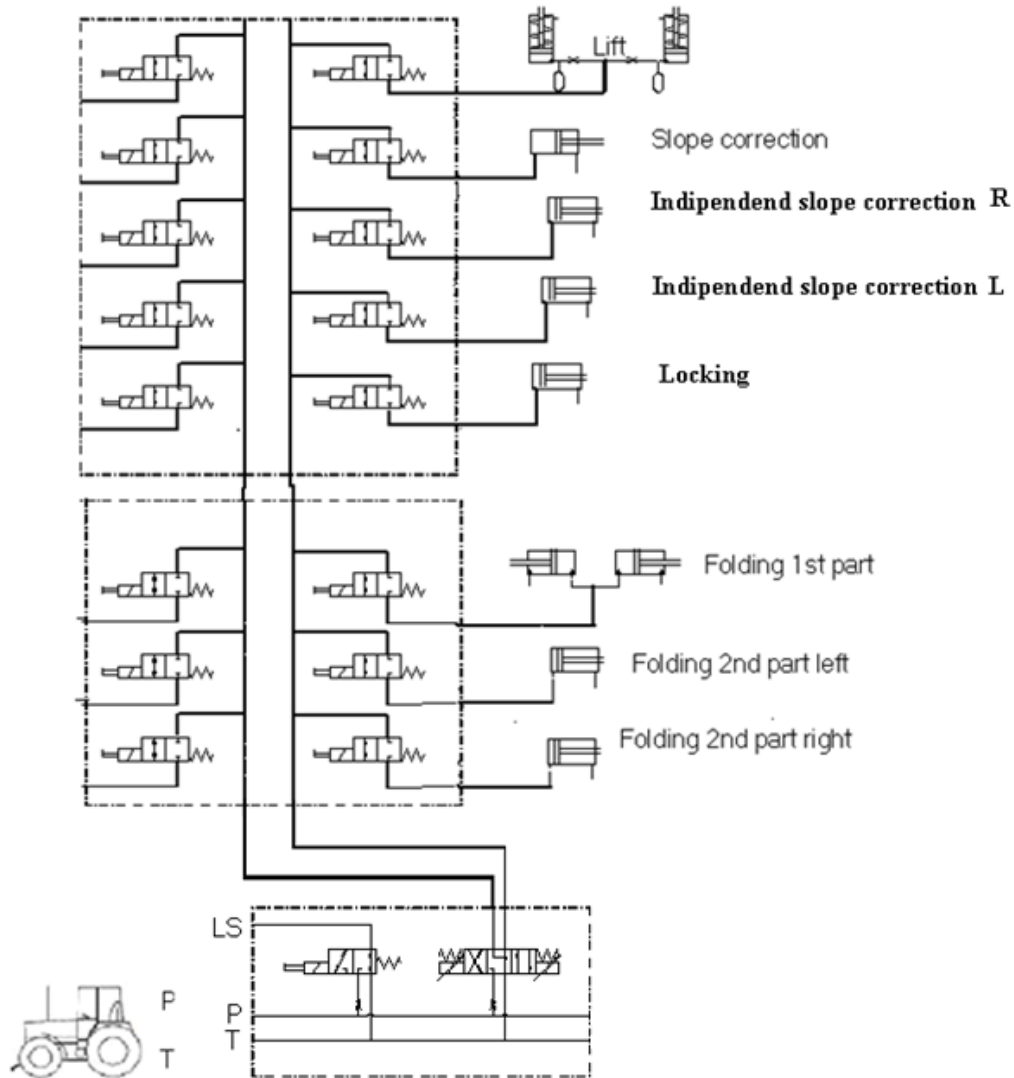 Lift
Slope correction
Indipendend slope correction R
Indipendend slope correction L
Locking
Folding 1st part
Folding 2nd part left
Folding 2nd part right
LS
P
P
T
T